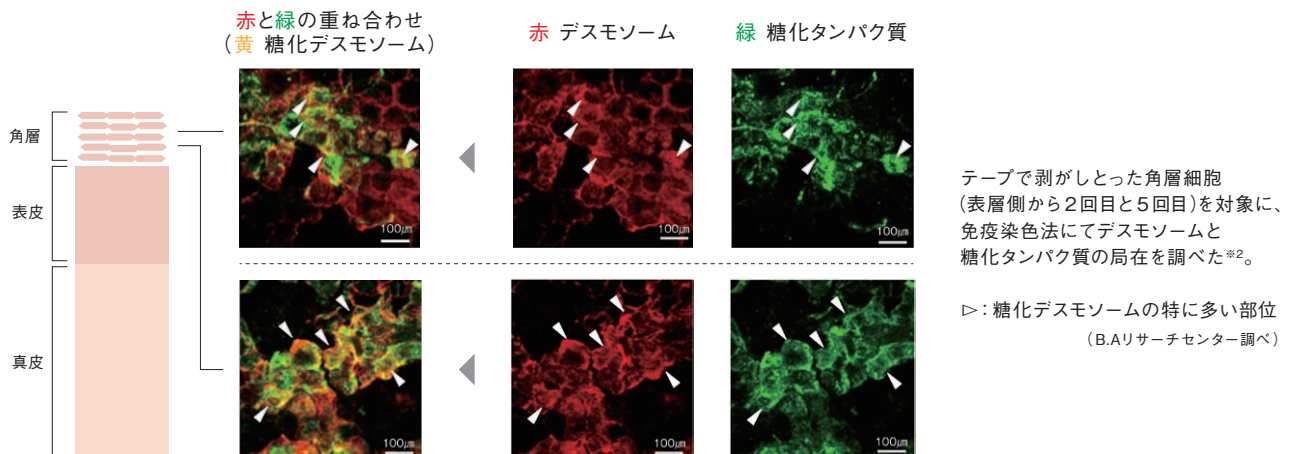 赤と緑の重ね合わせ
(黄 糖化デスモソーム)
赤 デスモソーム
緑 糖化タンパク質
角層
表皮
真皮
100㎛
100㎛
100㎛
100㎛
100㎛
100㎛
テープで剥がしとった角層細胞
(表層側から2回目と5回目)を対象に、
免疫染色法にてデスモソームと
糖化タンパク質の局在を調べた※2。
▷:糖化デスモソームの特に多い部位
(B.Aリサーチセンター調べ)